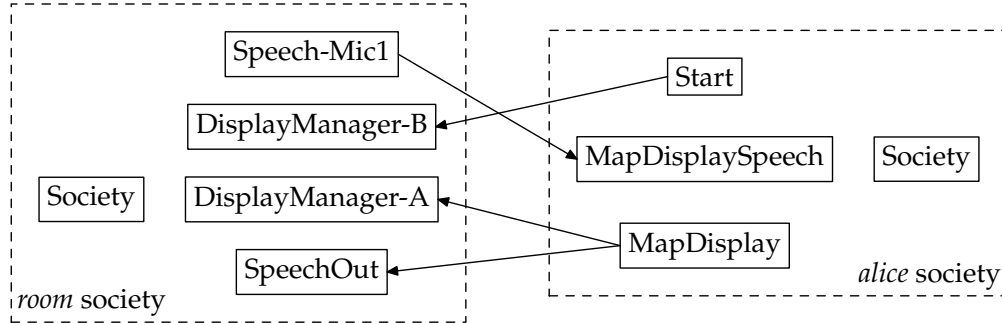 Speech-Mic1
DisplayManager-B
Society
DisplayManager-A
SpeechOut
room society
Start
MapDisplaySpeech
Society
MapDisplay
alice society